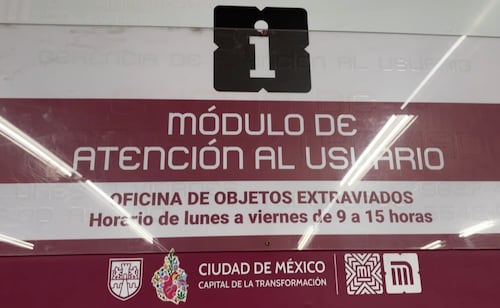 i
GERENCIA DE ATENCIÓN AL USUARIO
MÓDULO DE
ATENCIÓN AL USUARIO
OFICINA DE OBJETOS EXTRAVIADOS
Horario de lunes a viernes de 9 a 15 horas
CIUDAD DE MÉXICO
CAPITAL DE LA TRANSFORMACIÓN